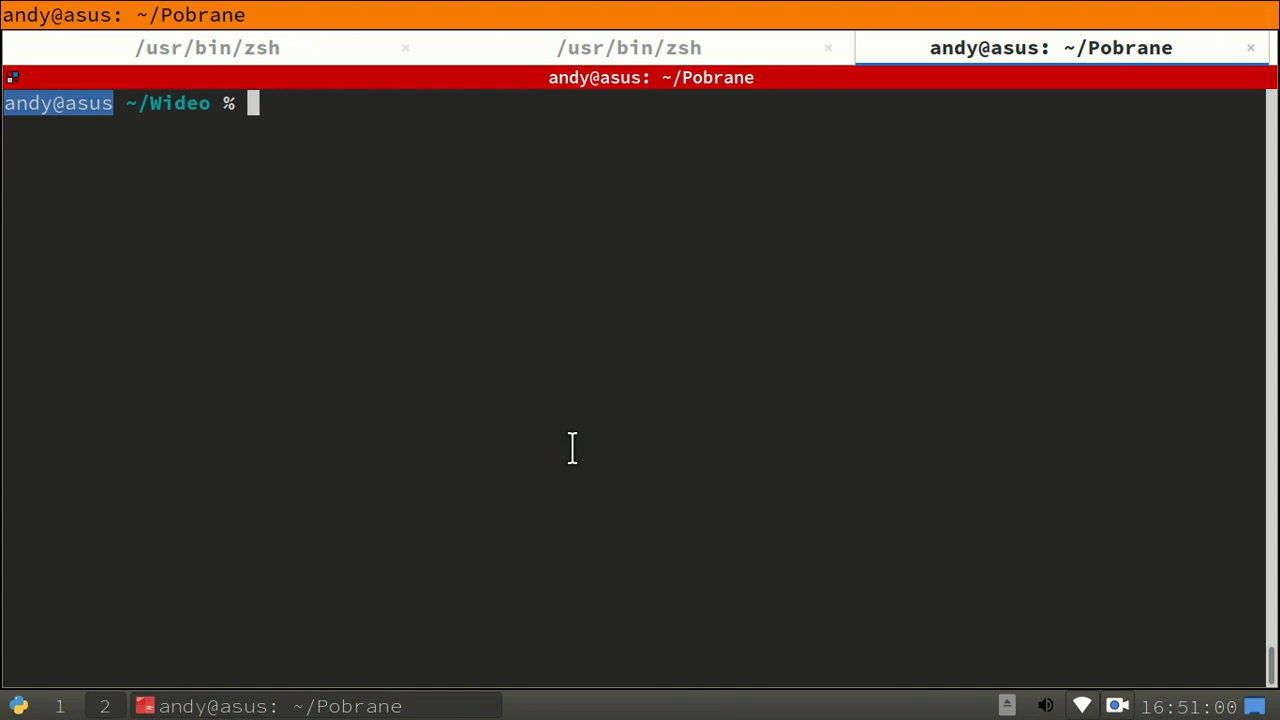 andy@asus: ~/Pobrane
/usr/bin/zsh × /usr/bin/zsh × andy@asus: ~/Pobrane ×
andy@asus: ~/Pobrane
andy@asus ~/Wideo %
1 2 andy@asus: ~/Pobrane 16:51:00